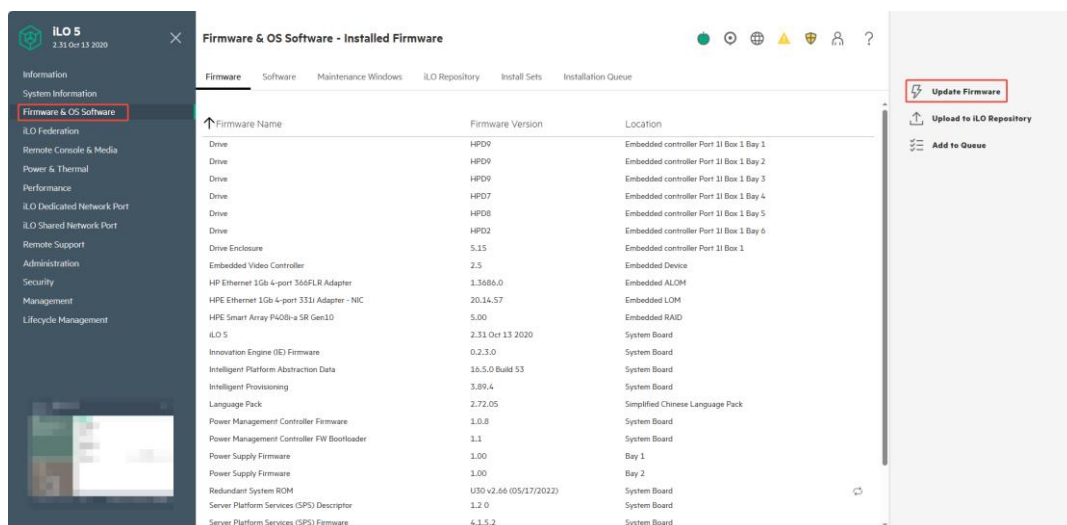 iLO 5
2.31 Oct 13 2020
Firmware & OS Software - Installed Firmware
Information
System Information
Firmware & OS Software
iLO Federation
Remote Console & Media
Power & Thermal
Performance
iLO Dedicated Network Port
iLO Shared Network Port
Remote Support
Administration
Security
Management
Lifecycle Management
Firmware Software Maintenance Windows iLO Repository Install Sets Installation Queue
Firmware Name Firmware Version Location
Drive HPD9 Embedded controller Port 1I Box 1 Bay 1
Drive HPD9 Embedded controller Port 1I Box 1 Bay 2
Drive HPD9 Embedded controller Port 1I Box 1 Bay 3
Drive HPD7 Embedded controller Port 1I Box 1 Bay 4
Drive HPD8 Embedded controller Port 1I Box 1 Bay 5
Drive HPD2 Embedded controller Port 1I Box 1 Bay 6
Drive Enclosure 5.15 Embedded controller Port 1I Box 1
Embedded Video Controller 2.5 Embedded Device
HP Ethernet 1Gb 4-port 366FLR Adapter 1.3686.0 Embedded ALOM
HPE Ethernet 1Gb 4-port 331i Adapter - NIC 20.14.57 Embedded LOM
HPE Smart Array P408i-a SR Gen10 5.00 Embedded RAID
iLO 5 2.31 Oct 13 2020 System Board
Innovation Engine (IE) Firmware 0.2.3.0 System Board
Intelligent Platform Abstraction Data 16.5.0 Build 53 System Board
Intelligent Provisioning 3.89.4 System Board
Language Pack 2.72.05 Simplified Chinese Language Pack
Power Management Controller Firmware 1.0.8 System Board
Power Management Controller FW Bootloader 1.1 System Board
Power Supply Firmware 1.00 Bay 1
Power Supply Firmware 1.00 Bay 2
Redundant System ROM U30 v2.66 (05/17/2022) System Board
Server Platform Services (SPS) Descriptor 1.2 0 System Board
Server Platform Services (SPS) Firmware 4.1.5.2 System Board
Update Firmware
Upload to iLO Repository
Add to Queue